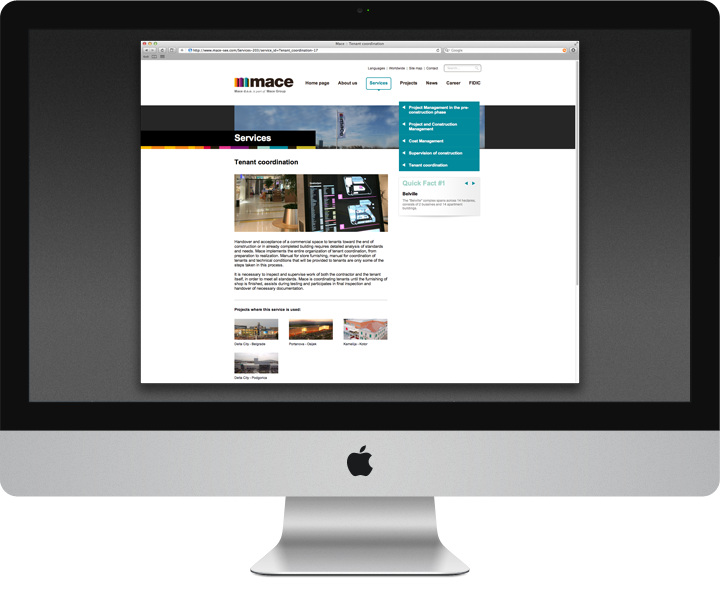 Mace :: Tenant coordination
http://www.mace-see.com/Services-203/service_id=Tenant_coordination-17
Google
Languages | Worldwide | Site map | Contact
Search...
mace
Mace d.o.o. a part of Mace Group
Home page About us Services Projects News Career FIDIC
Services
Project Management in the pre-
construction phase
Project and Construction
Management
Cost Management
Supervision of construction
Tenant coordination
Tenant coordination
Quick Fact #1
Belville
The "Belville" complex spans across 14 hectares,
consists of 2 business and 14 apartment
buildings.
Handover and acceptance of a commercial space to tenants toward the end of
construction or in already completed building requires detailed analysis of standards
and needs. Mace implements the entire organization of tenant coordination, from
preparation to realization. Manual for store furnishing, manual for coordination of
tenants and technical conditions that will be provided to tenants are only some of the
steps taken in this process.
It is necessary to inspect and supervise work of both the contractor and the tenant
itself, in order to meet all standards. Mace is coordinating tenants until the furnishing of
shop is finished, assists during testing and participates in final inspection and
handover of necessary documentation.
Projects where this service is used:
Delta City - Belgrade
Portanova - Osijek
Kamelija - Kotor
Delta City - Podgorica